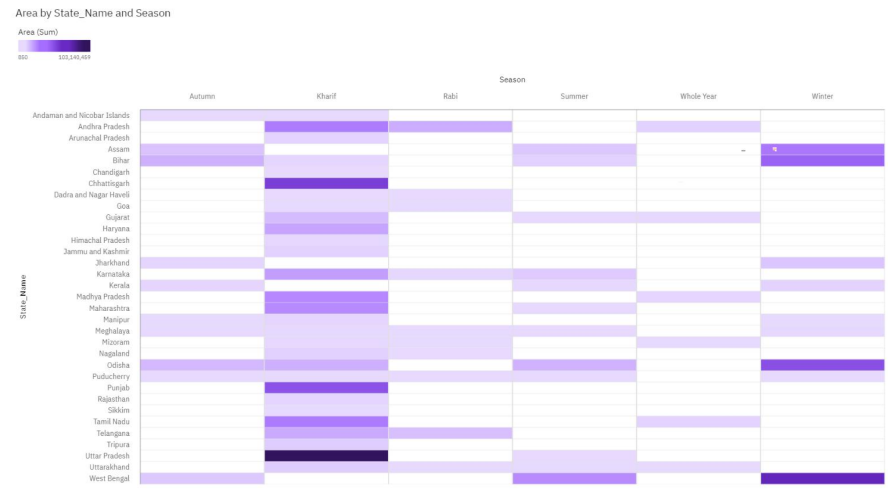 Area by State_Name and Season
Area (Sum)
850 103,140,459
Season
Autumn Kharif Rabi Summer Whole Year Winter
State_Name
Andaman and Nicobar Islands
Andhra Pradesh
Arunachal Pradesh
Assam
Bihar
Chandigarh
Chhattisgarh
Dadra and Nagar Haveli
Goa
Gujarat
Haryana
Himachal Pradesh
Jammu and Kashmir
Jharkhand
Karnataka
Kerala
Madhya Pradesh
Maharashtra
Manipur
Meghalaya
Mizoram
Nagaland
Odisha
Puducherry
Punjab
Rajasthan
Sikkim
Tamil Nadu
Telangana
Tripura
Uttar Pradesh
Uttarakhand
West Bengal